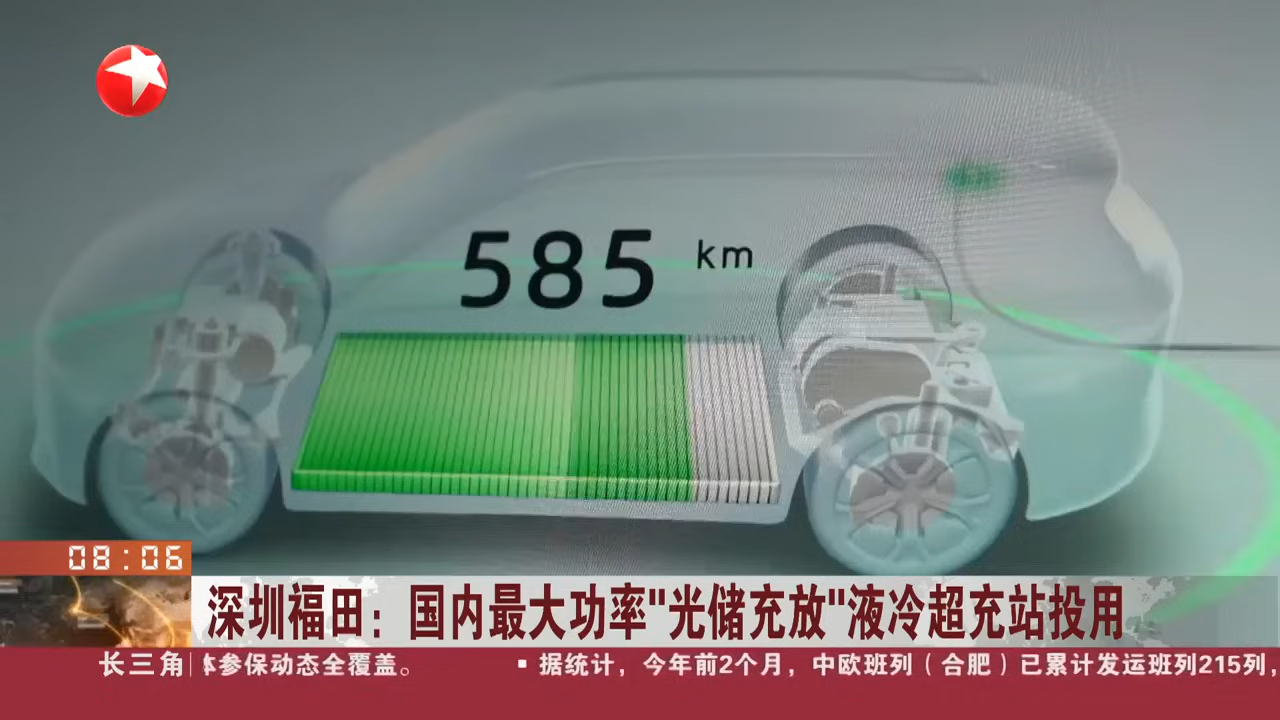 585 km
08:06
深圳福田：国内最大功率"光储充放"液冷超充站投用
长三角 体参保动态全覆盖。 ▪ 据统计，今年前2个月，中欧班列（合肥）已累计发运班列215列，